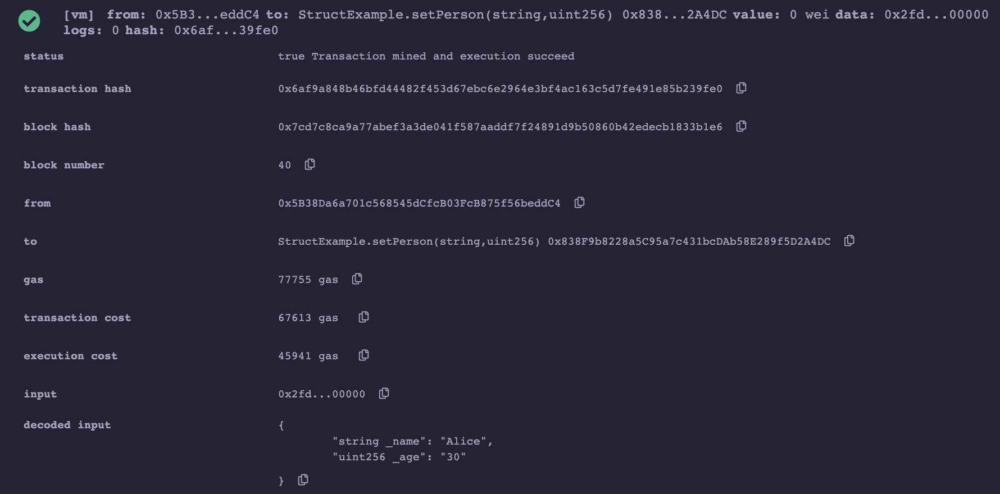 [vm] from: 0x5B3...eddC4 to: StructExample.setPerson(string,uint256) 0x838...2A4DC value: 0 wei data: 0x2fd...00000
logs: 0 hash: 0x6af...39fe0
status true Transaction mined and execution succeed
transaction hash 0x6af9a848b46bfd44482f453d67ebc6e2964e3bf4ac163c5d7fe491e85b239fe0
block hash 0x7cd7c8ca9a77abef3a3de041f587aaddf7f24891d9b50860b42edecb1833b1e6
block number 40
from 0x5B38Da6a701c568545dCfcB03FcB875f56beddC4
to StructExample.setPerson(string,uint256) 0x838F9b8228a5C95a7c431bcDAb58E289f5D2A4DC
gas 77755 gas
transaction cost 67613 gas
execution cost 45941 gas
input 0x2fd...00000
decoded input {
"string _name": "Alice",
"uint256 _age": "30"
}